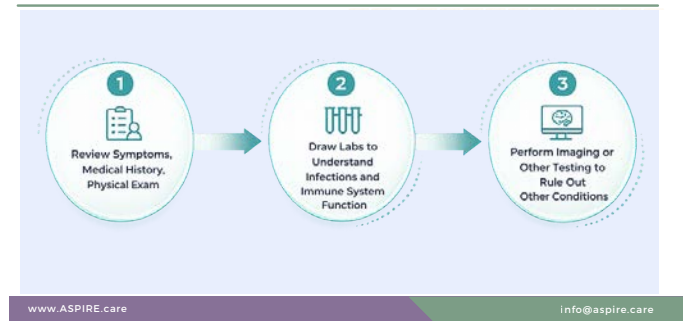 1
Review Symptoms,
Medical History,
Physical Exam
2
Draw Labs to
Understand
Infections and
Immune System
Function
3
Perform Imaging or
Other Testing to
Rule Out
Other Conditions
www.ASPIRE.care
info@aspire.care